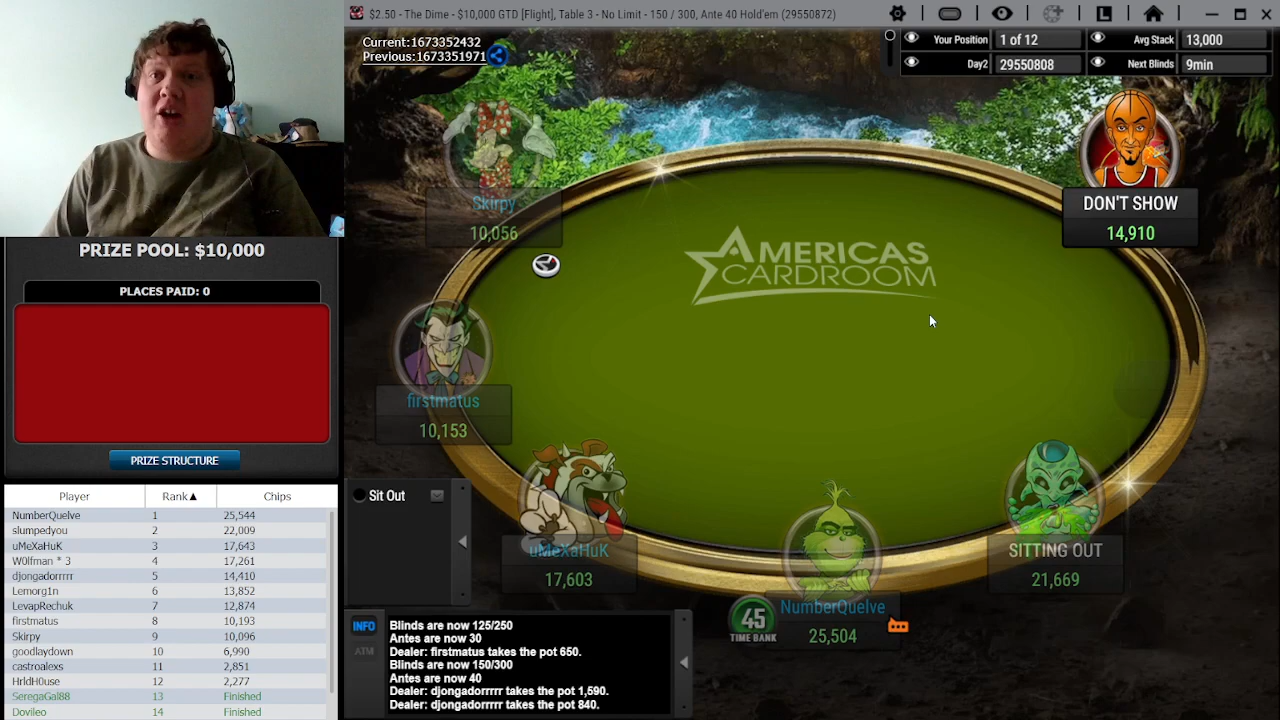 $2.50 - The Dime - $10,000 GTD [Flight], Table 3 - No Limit - 150 / 300, Ante 40 Hold'em (29550872)
Current:1673352432
Previous:1673351971
Your Position 1 of 12 Avg Stack 13,000
Day2 29550808 Next Blinds 9min
Skirpy
10,056
DON'T SHOW
14,910
AMERICAS
CARDROOM
PRIZE POOL: $10,000
PLACES PAID: 0
PRIZE STRUCTURE
firstmatus
10,153
Sit Out
uMeXaHuK
17,603
NumberQuelve
25,504
45
TIME BANK
SITTING OUT
21,669
Player Rank▲ Chips
NumberQuelve 1 25,544
slumpedyou 2 22,009
uMeXaHuK 3 17,643
W0lfman * 3 4 17,261
djongadorrrrr 5 14,410
Lemorg1n 6 13,852
LevapRechuk 7 12,874
firstmatus 8 10,193
Skirpy 9 10,096
goodlaydown 10 6,990
castroalexs 11 2,851
HrldH0use 12 2,277
SeregaGal88 13 Finished
Dovileo 14 Finished
INFO
ATM
Blinds are now 125/250
Antes are now 30
Dealer: firstmatus takes the pot 650.
Blinds are now 150/300
Antes are now 40
Dealer: djongadorrrrr takes the pot 1,590.
Dealer: djongadorrrrr takes the pot 840.